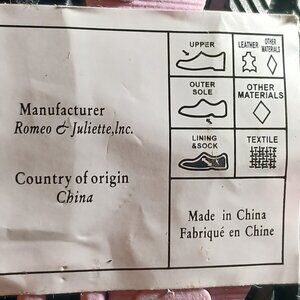 Manufacturer
Romeo & Juliette,Inc.
Country of origin
China
UPPER
LEATHER
OTHER
MATERIALS
OUTER
SOLE
OTHER
MATERIALS
LINING
&SOCK
TEXTILE
Made in China
Fabriqué en Chine